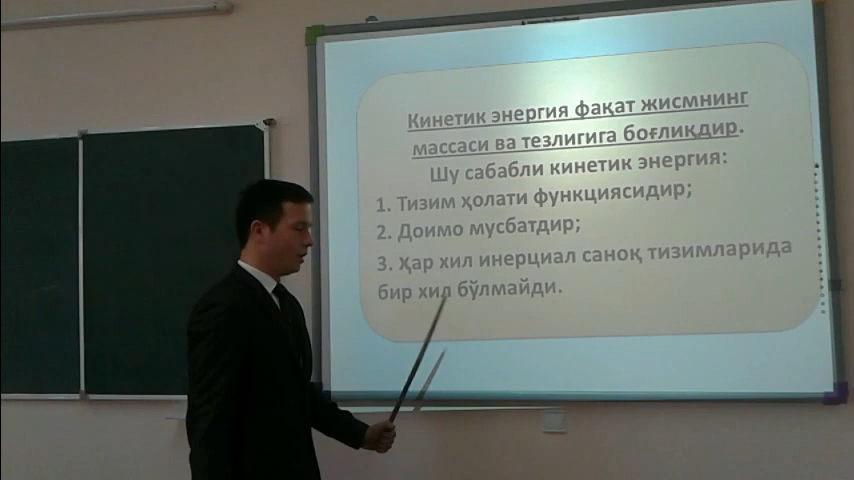 Кинетик энергия фақат жисмнинг
массаси ва тезлигига боғлиқдир.
Шу сабабли кинетик энергия:
1. Тизим ҳолати функциясидир;
2. Доимо мусбатдир;
3. Ҳар хил инерциал саноқ тизимларида
бир хил бўлмайди.